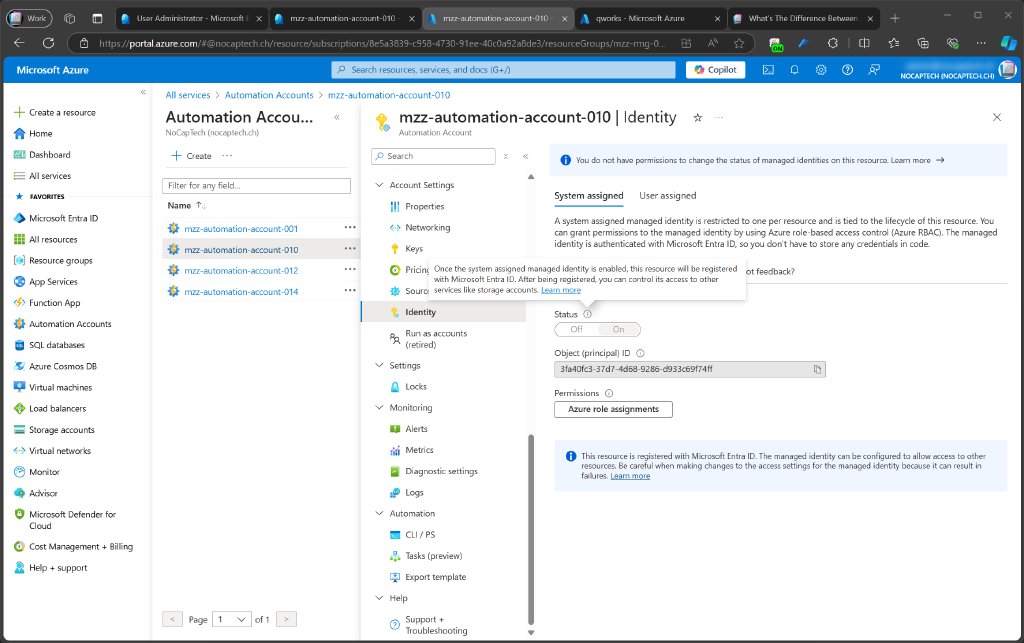 Work
User Administrator - Microsoft E
mzz-automation-account-010 -
mzz-automation-account-010 -
qworks - Microsoft Azure
What's The Difference Between
https://portal.azure.com/#@nocaptech.ch/resource/subscriptions/8e5a3839-c958-4730-91ee-40c0a92a8de3/resourceGroups/mzz-rmg-0...
ON
Microsoft Azure
Search resources, services, and docs (G+/)
Copilot
NOCAPTECH (NOCAPTECH.CH)
Create a resource
Home
Dashboard
All services
FAVORITES
Microsoft Entra ID
All resources
Resource groups
App Services
Function App
Automation Accounts
SQL databases
Azure Cosmos DB
Virtual machines
Load balancers
Storage accounts
Virtual networks
Monitor
Advisor
Microsoft Defender for
Cloud
Cost Management + Billing
Help + support
All services > Automation Accounts > mzz-automation-account-010
Automation Accou...
NoCapTech (nocaptech.ch)
Create
Filter for any field...
Name
mzz-automation-account-001
mzz-automation-account-010
mzz-automation-account-012
mzz-automation-account-014
< Page 1 of 1 >
mzz-automation-account-010 | Identity
Automation Account
Search
Account Settings
Properties
Networking
Keys
Pricing
Source
Identity
Run as accounts
(retired)
Settings
Locks
Monitoring
Alerts
Metrics
Diagnostic settings
Logs
Automation
CLI / PS
Tasks (preview)
Export template
Help
Support +
Troubleshooting
You do not have permissions to change the status of managed identities on this resource. Learn more →
System assigned
User assigned
A system assigned managed identity is restricted to one per resource and is tied to the lifecycle of this resource. You
can grant permissions to the managed identity by using Azure role-based access control (Azure RBAC). The managed
identity is authenticated with Microsoft Entra ID, so you don't have to store any credentials in code.
ot feedback?
Once the system assigned managed identity is enabled, this resource will be registered
with Microsoft Entra ID. After being registered, you can control its access to other
services like storage accounts. Learn more
Status
Off On
Object (principal) ID
3fa40fc3-37d7-4d68-9286-d933c69f74ff
Permissions
Azure role assignments
This resource is registered with Microsoft Entra ID. The managed identity can be configured to allow access to other
resources. Be careful when making changes to the access settings for the managed identity because it can result in
failures. Learn more